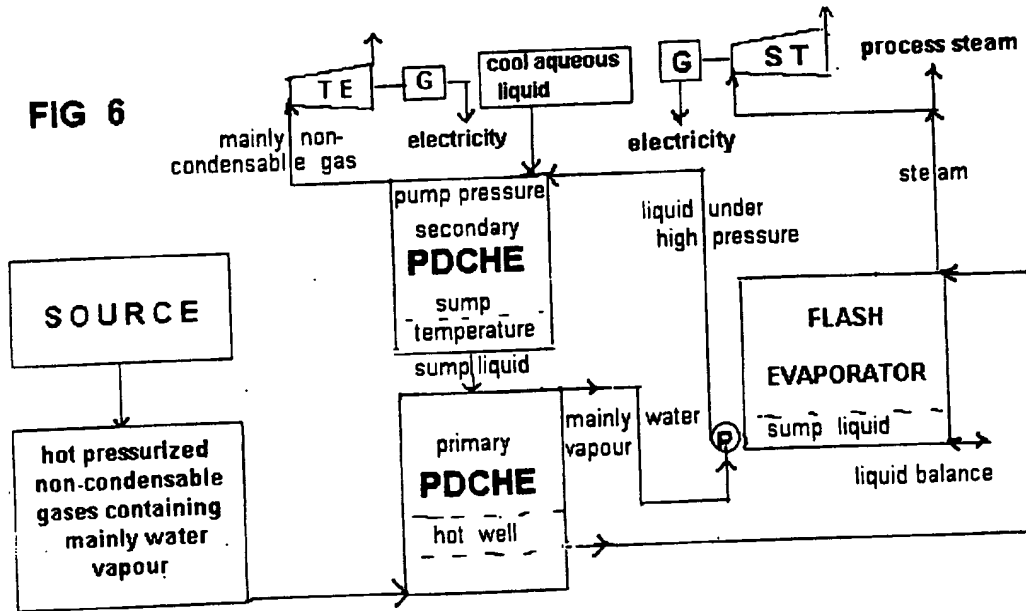 FIG 6
TE
G
electricity
mainly non-
condensable gas
cool aqueous
liquid
G
electricity
ST
process steam
steam
pump pressure
secondary
PDCHE
sump
temperature
sump liquid
liquid under
high pressure
SOURCE
hot pressurized
non-condensable
gases containing
mainly water
vapour
primary
PDCHE
hot well
mainly water
vapour
P
FLASH
EVAPORATOR
sump liquid
liquid balance